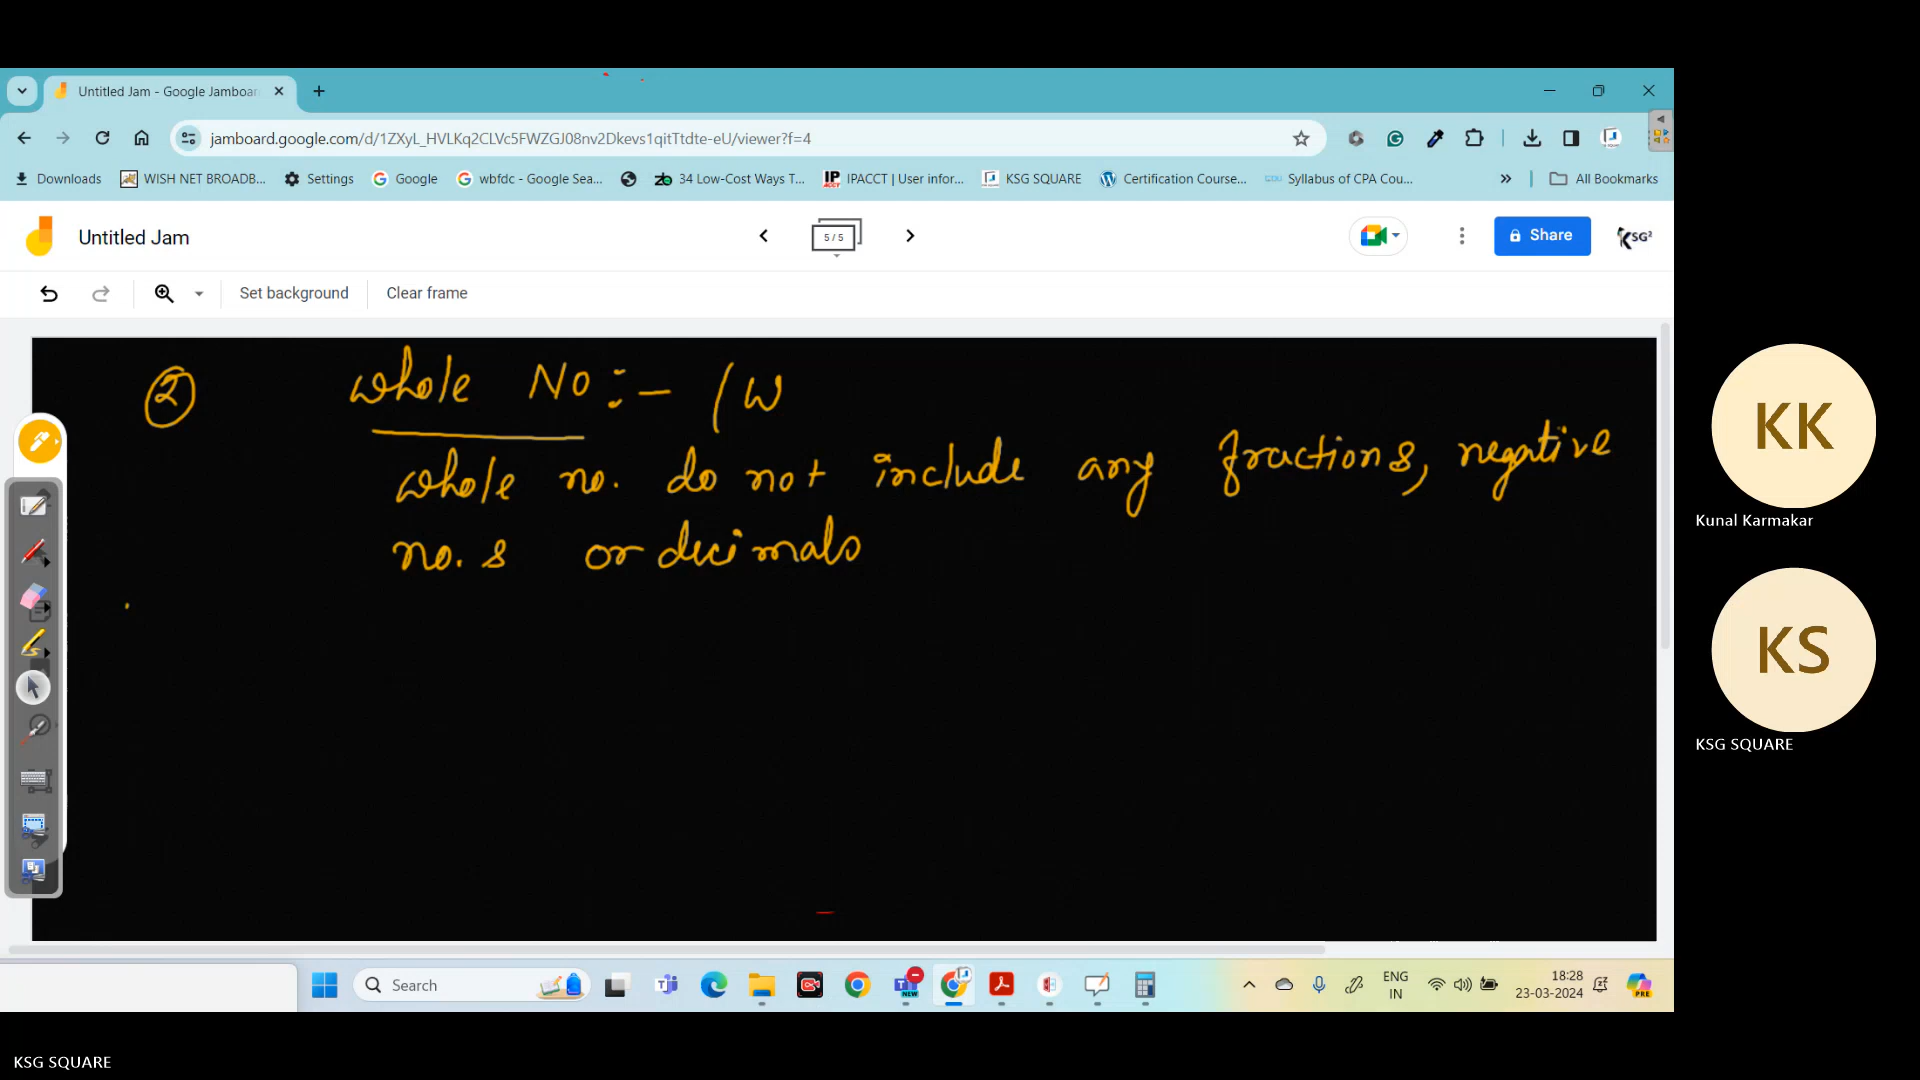 Untitled Jam - Google Jamboar
jamboard.google.com/d/1ZXyL_HVLKq2CLVc5FWZGJ08nv2Dkevs1qitTtdte-eU/viewer?f=4
Downloads WISH NET BROADB... Settings Google wbfdc - Google Sea... 34 Low-Cost Ways T... IPACCT | User infor... KSG SQUARE Certification Course... Syllabus of CPA Cou... » All Bookmarks
Untitled Jam 5 / 5 Share KSG²
Set background Clear frame
② Whole No :- (W
Whole no. do not include any fractions, negative
no.s or decimals
KK
Kunal Karmakar
KS
KSG SQUARE
Search ENG IN 18:28 23-03-2024
KSG SQUARE